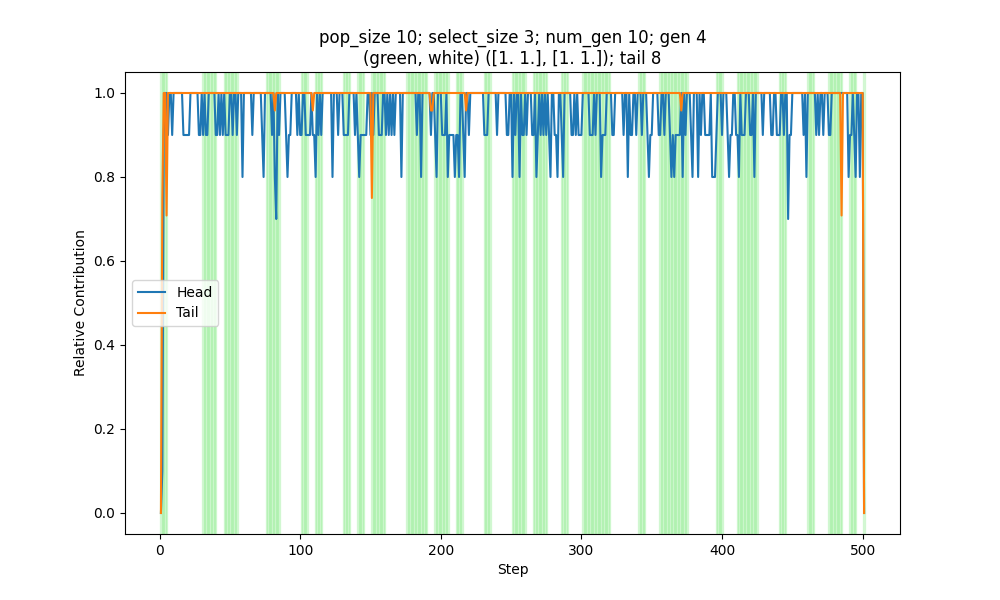 pop_size 10; select_size 3; num_gen 10; gen 4
(green, white) ([1. 1.], [1. 1.]); tail 8
1.0
0.8
0.6
0.4
0.2
0.0
Relative Contribution
Head
Tail
0 100 200 300 400 500
Step